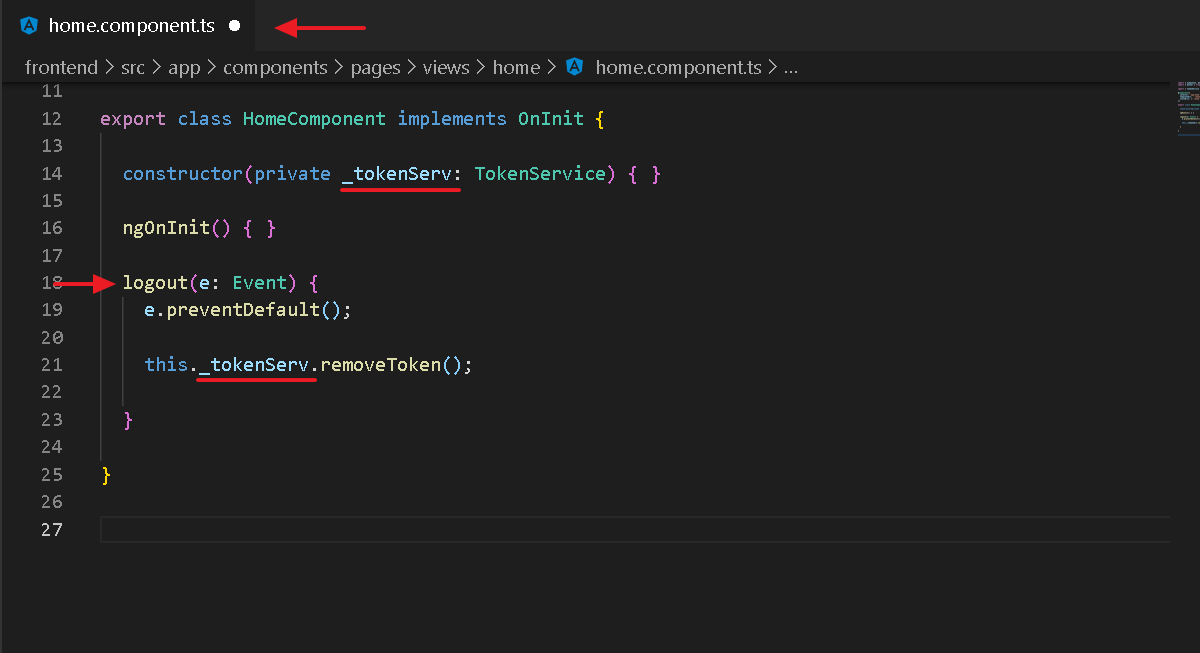 home.component.ts
frontend > src > app > components > pages > views > home > home.component.ts > ...
11
12 export class HomeComponent implements OnInit {
13
14 constructor(private _tokenServ: TokenService) { }
15
16 ngOnInit() { }
17
18 logout(e: Event) {
19 e.preventDefault();
20
21 this._tokenServ.removeToken();
22
23 }
24
25 }
26
27